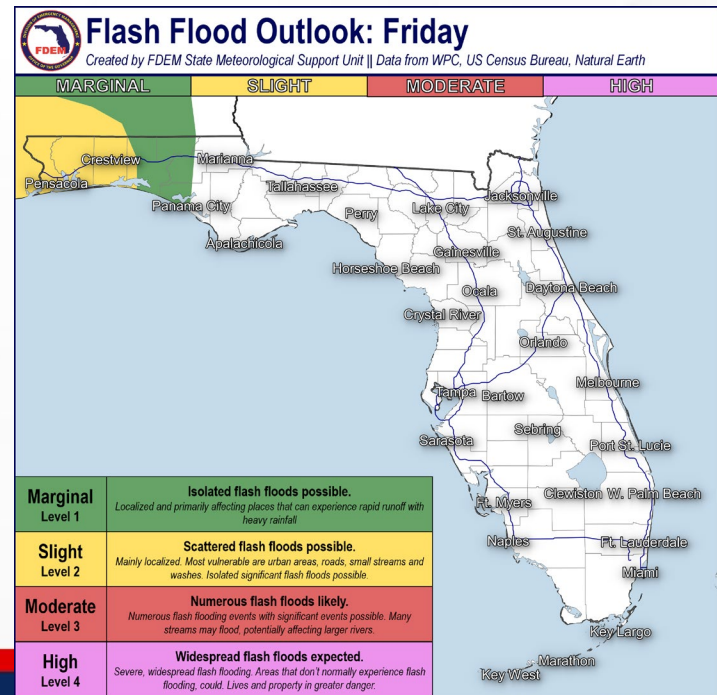 Flash Flood Outlook: Friday
FDEM
Created by FDEM State Meteorological Support Unit || Data from WPC, US Census Bureau, Natural Earth
MARGINAL
SLIGHT
MODERATE
HIGH
Crestview
Marianna
Pensacola
Tallahassee
Panama City
Perry
Lake City
Jacksonville
Apalachicola
St. Augustine
Gainesville
Horseshoe Beach
Ocala
Daytona Beach
Crystal River
Orlando
Tampa
Bartow
Melbourne
Sebring
Sarasota
Port St. Lucie
Ft. Myers
Clewiston
W. Palm Beach
Naples
Ft. Lauderdale
Miami
Key Largo
Marathon
Key West
Marginal
Level 1
Isolated flash floods possible.
Localized and primarily affecting places that can experience rapid runoff with
heavy rainfall
Slight
Level 2
Scattered flash floods possible.
Mainly localized. Most vulnerable are urban areas, roads, small streams and
washes. Isolated significant flash floods possible.
Moderate
Level 3
Numerous flash floods likely.
Numerous flash flooding events with significant events possible. Many
streams may flood, potentially affecting larger rivers.
High
Level 4
Widespread flash floods expected.
Severe, widespread flash flooding. Areas that don't normally experience flash
flooding, could. Lives and property in greater danger.